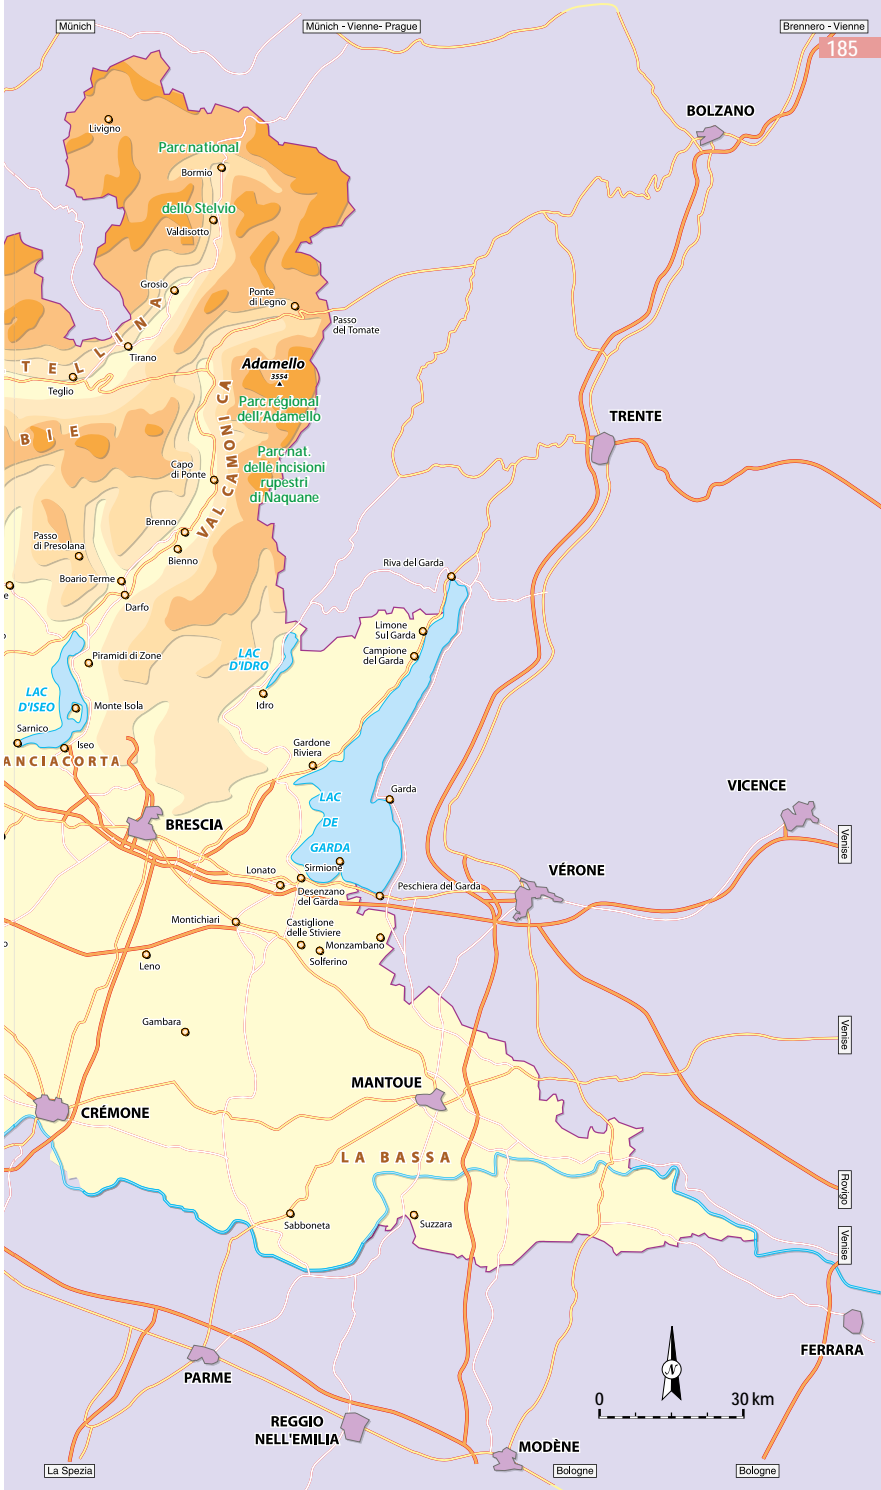 Münich
Münich - Vienne- Prague
Brennero - Vienne
185
BOLZANO
Livigno
Parc national
Bormio
dello Stelvio
Valdisotto
Grosio
Ponte
di Legno
Passo
del Tomate
TELLINA
Tirano
Teglio
Adamello
3554
Parc régional
dell'Adamello
TRENTE
BIE
VAL CAMONICA
Parc nat.
delle incisioni
rupestri
di Naquane
Capo
di Ponte
Brenno
Passo
di Presolana
Bienno
Riva del Garda
Boario Terme
e
Darfo
Limone
Sul Garda
Campione
del Garda
LAC
D'IDRO
Piramidi di Zone
LAC
D'ISEO
Monte Isola
Idro
Sarnico
Iseo
ANCIACORTA
Gardone
Riviera
Garda
LAC
DE
GARDA
VICENCE
BRESCIA
Venise
Sirmione
Lonato
VÉRONE
Desenzano
del Garda
Peschiera del Garda
Montichiari
Castiglione
delle Stiviere
Monzambano
o
Solferino
Leno
Gambara
Venise
MANTOUE
CRÉMONE
LA BASSA
Rovigo
Sabboneta
Suzzara
Venise
FERRARA
PARME
N
0
30 km
REGGIO
NELL'EMILIA
MODÈNE
La Spezia
Bologne
Bologne